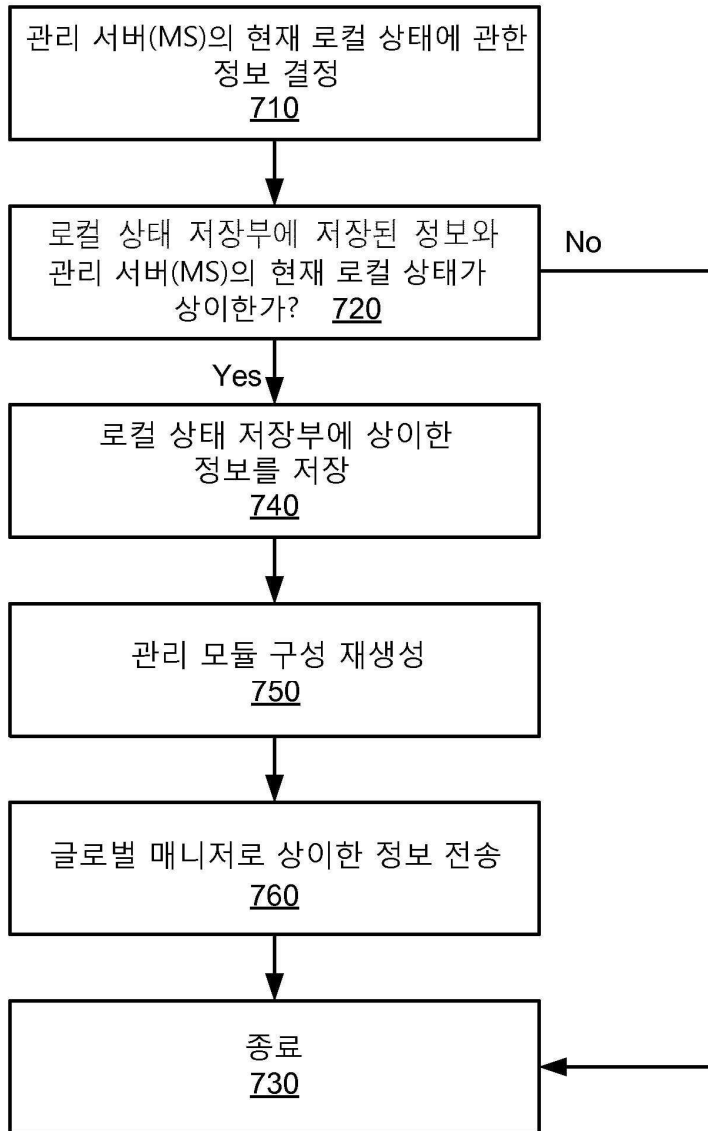 관리 서버(MS)의 현재 로컬 상태에 관한
정보 결정
710
로컬 상태 저장부에 저장된 정보와
관리 서버(MS)의 현재 로컬 상태가
상이한가? 720
No
Yes
로컬 상태 저장부에 상이한
정보를 저장
740
관리 모듈 구성 재생성
750
글로벌 매니저로 상이한 정보 전송
760
종료
730